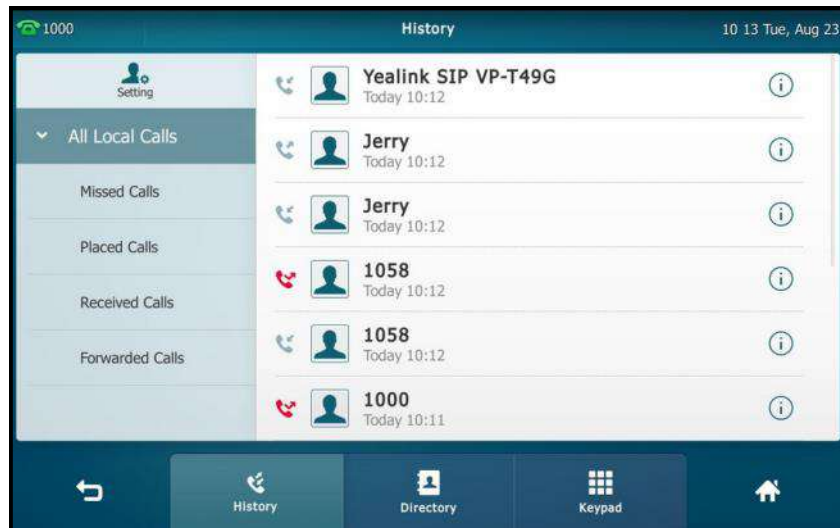 1000
History
10 13 Tue, Aug 23
Setting
All Local Calls
Missed Calls
Placed Calls
Received Calls
Forwarded Calls
Yealink SIP VP-T49G
Today 10:12
Jerry
Today 10:12
Jerry
Today 10:12
1058
Today 10:12
1058
Today 10:12
1000
Today 10:11
History
Directory
Keypad